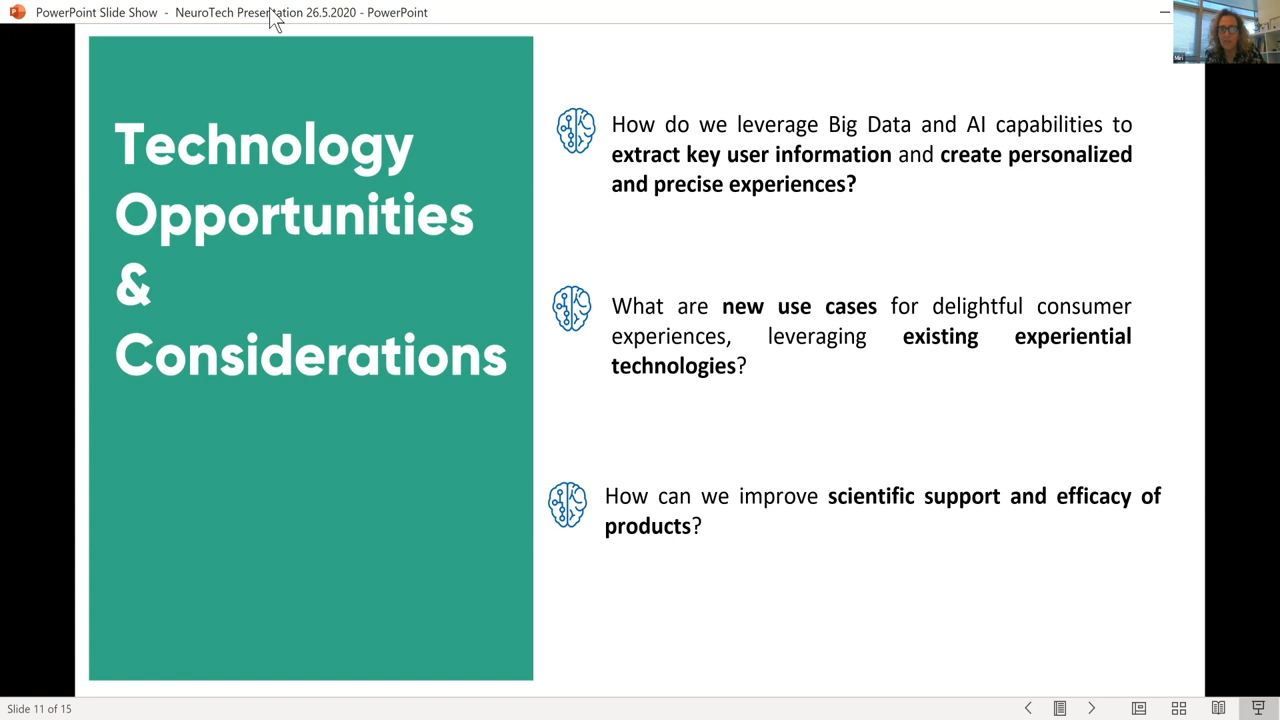 PowerPoint Slide Show - NeuroTech Presentation 26.5.2020 - PowerPoint
Miri
Technology
Opportunities
&
Considerations
How do we leverage Big Data and AI capabilities to
extract key user information and create personalized
and precise experiences?
What are new use cases for delightful consumer
experiences, leveraging existing experiential
technologies?
How can we improve scientific support and efficacy of
products?
Slide 11 of 15